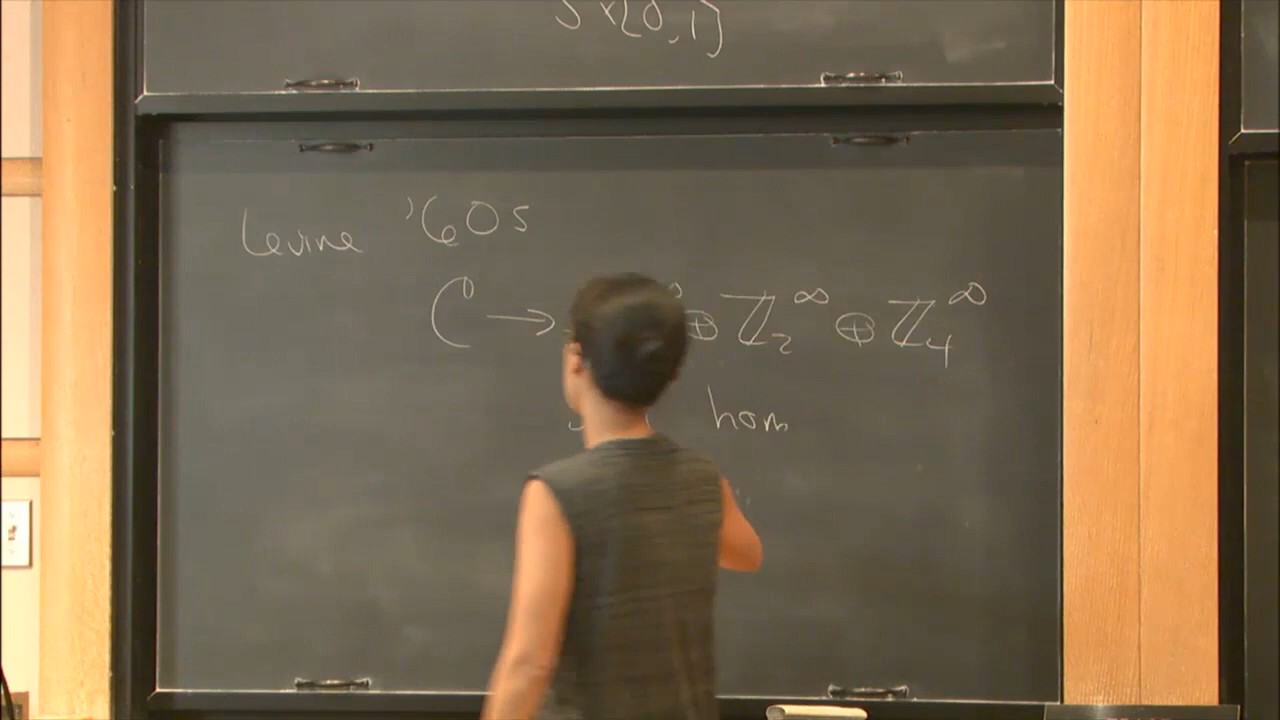 S × [0,1]
Levine '60s
C → ∞ ⊕ ℤ₂^∞ ⊕ ℤ₄^∞
hom